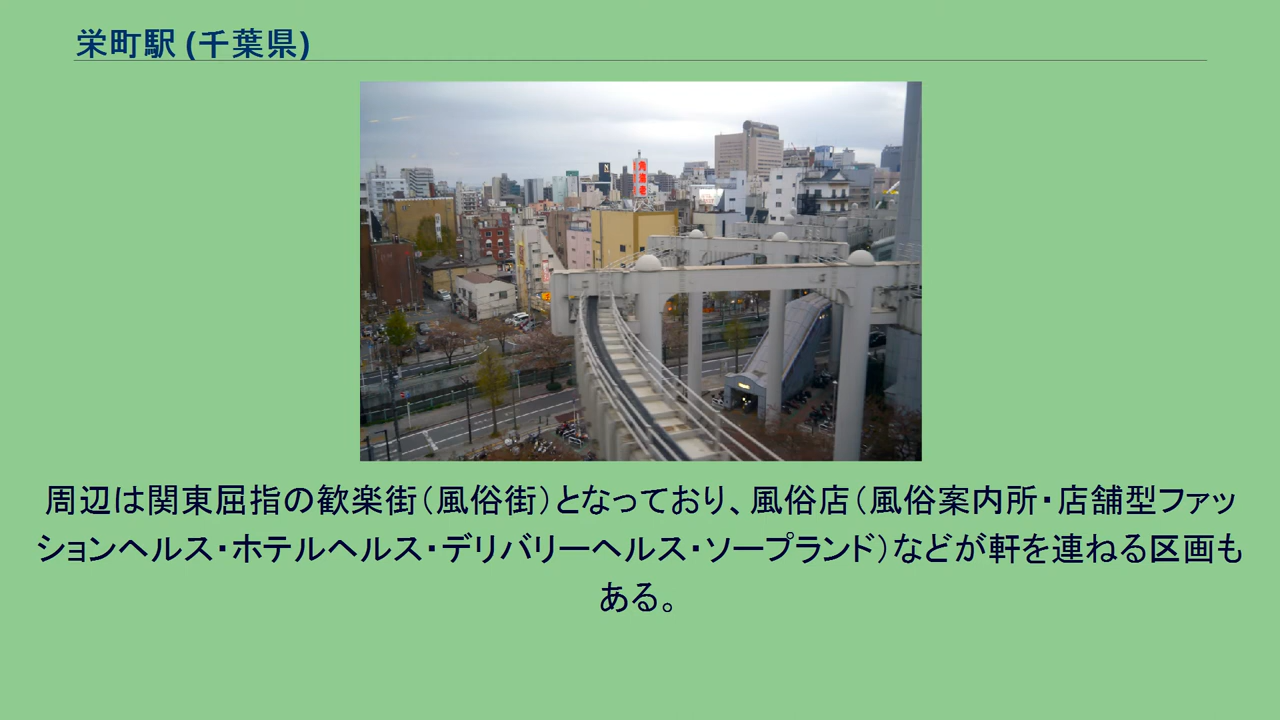 栄町駅 (千葉県)
角海老
N
周辺は関東屈指の歓楽街（風俗街）となっており、風俗店（風俗案内所・店舗型ファッ
ションヘルス・ホテルヘルス・デリバリーヘルス・ソープランド）などが軒を連ねる区画も
ある。